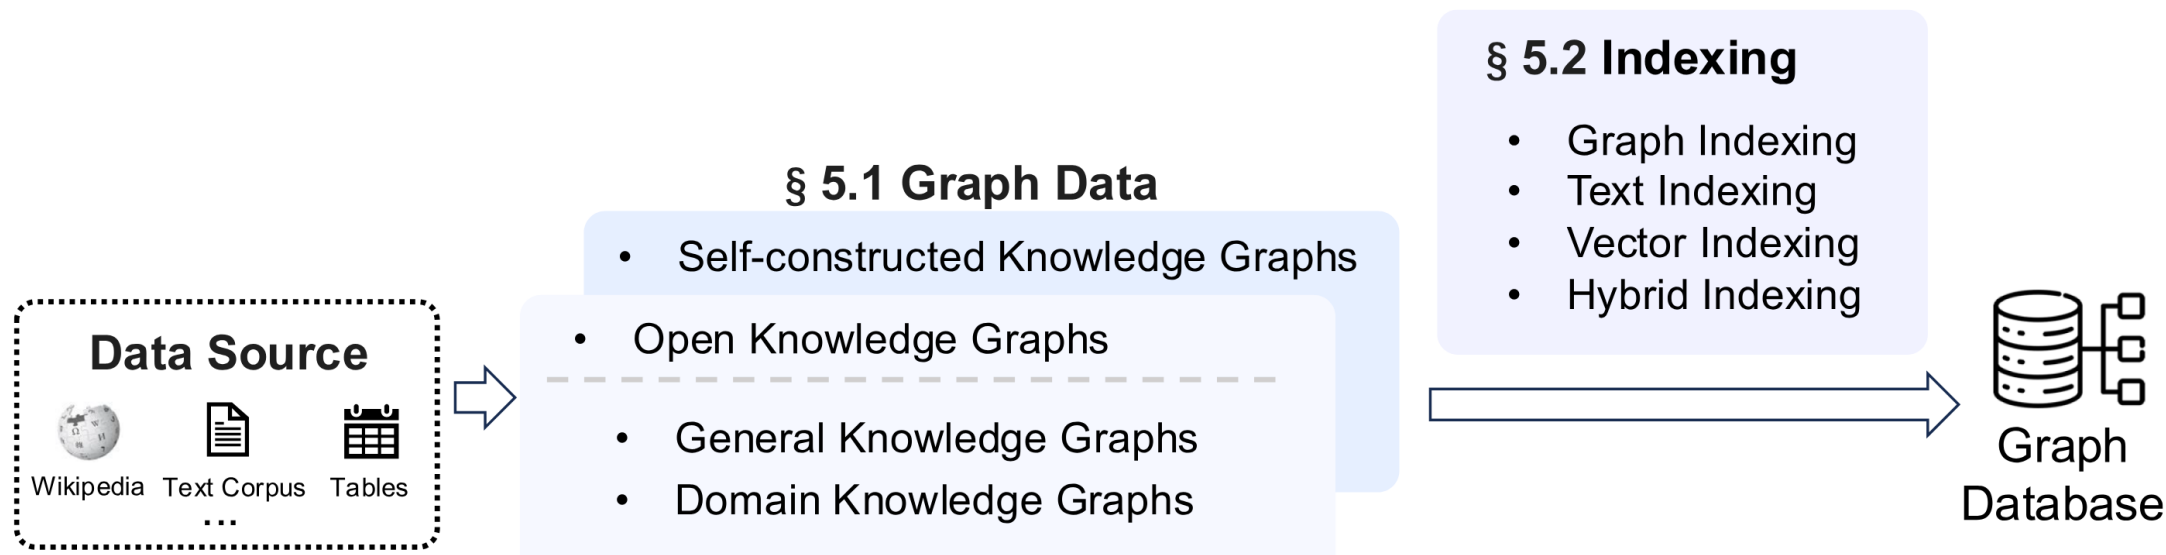 Data Source
Wikipedia
Text Corpus
Tables
...
§ 5.1 Graph Data
• Self-constructed Knowledge Graphs
• Open Knowledge Graphs
• General Knowledge Graphs
• Domain Knowledge Graphs
§ 5.2 Indexing
• Graph Indexing
• Text Indexing
• Vector Indexing
• Hybrid Indexing
Graph
Database